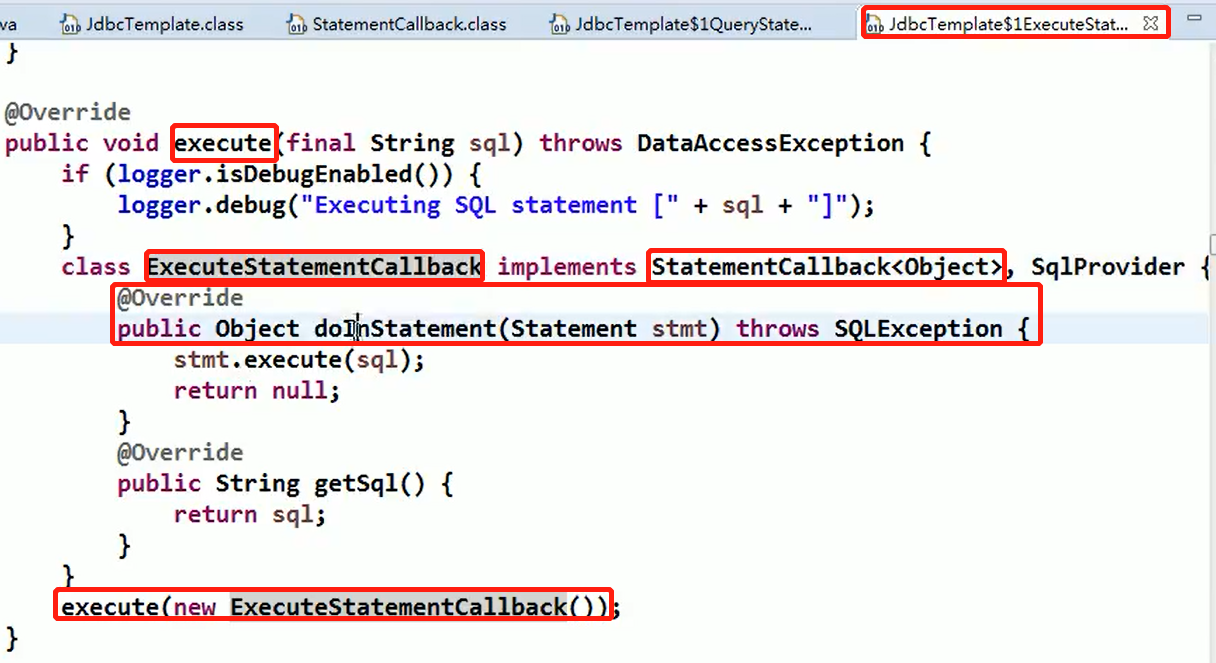 va JdbcTemplate.class StatementCallback.class JdbcTemplate$1QueryState... JdbcTemplate$1ExecuteStat...
}
@Override
public void execute(final String sql) throws DataAccessException {
if (logger.isDebugEnabled()) {
logger.debug("Executing SQL statement [" + sql + "]");
}
class ExecuteStatementCallback implements StatementCallback<Object>, SqlProvider {
@Override
public Object doInStatement(Statement stmt) throws SQLException {
stmt.execute(sql);
return null;
}
@Override
public String getSql() {
return sql;
}
}
execute(new ExecuteStatementCallback());
}